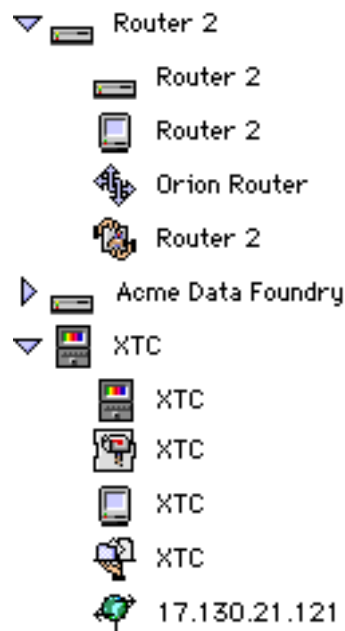 Router 2
Router 2
Router 2
Orion Router
Router 2
Acme Data Foundry
XTC
XTC
XTC
XTC
XTC
17.130.21.121